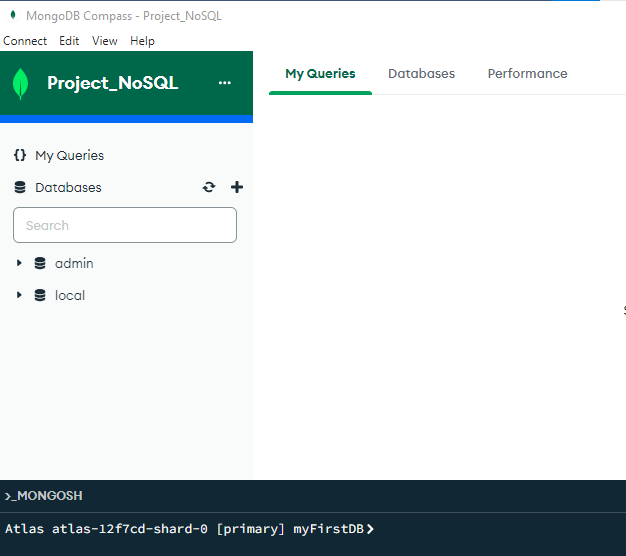 MongoDB Compass - Project_NoSQL
Connect Edit View Help
Project_NoSQL ...
My Queries Databases Performance
{} My Queries
Databases
Search
admin
local
>_MONGOSH
Atlas atlas-12f7cd-shard-0 [primary] myFirstDB>